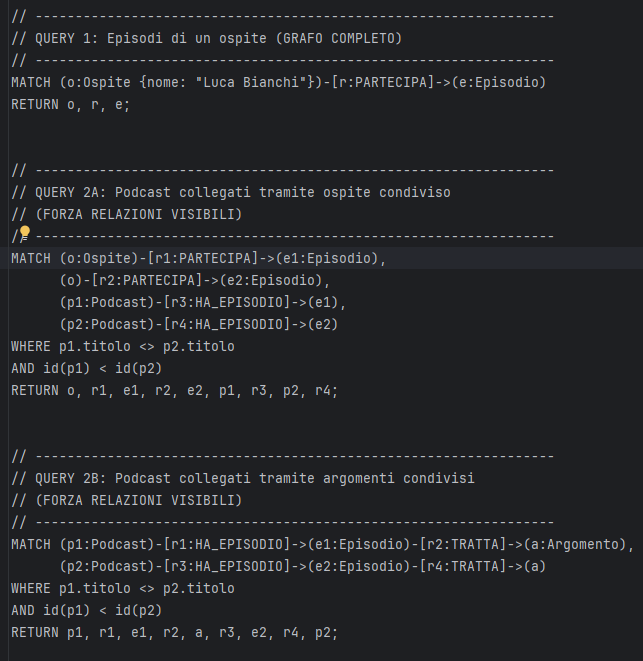 // -----------------------------------------------------------------
// QUERY 1: Episodi di un ospite (GRAFO COMPLETO)
// -----------------------------------------------------------------
MATCH (o:Ospite {nome: "Luca Bianchi"})-[r:PARTECIPA]->(e:Episodio)
RETURN o, r, e;
// -----------------------------------------------------------------
// QUERY 2A: Podcast collegati tramite ospite condiviso
// (FORZA RELAZIONI VISIBILI)
// -----------------------------------------------------------------
MATCH (o:Ospite)-[r1:PARTECIPA]->(e1:Episodio),
      (o)-[r2:PARTECIPA]->(e2:Episodio),
      (p1:Podcast)-[r3:HA_EPISODIO]->(e1),
      (p2:Podcast)-[r4:HA_EPISODIO]->(e2)
WHERE p1.titolo <> p2.titolo
AND id(p1) < id(p2)
RETURN o, r1, e1, r2, e2, p1, r3, p2, r4;
// -----------------------------------------------------------------
// QUERY 2B: Podcast collegati tramite argomenti condivisi
// (FORZA RELAZIONI VISIBILI)
// -----------------------------------------------------------------
MATCH (p1:Podcast)-[r1:HA_EPISODIO]->(e1:Episodio)-[r2:TRATTA]->(a:Argomento),
      (p2:Podcast)-[r3:HA_EPISODIO]->(e2:Episodio)-[r4:TRATTA]->(a)
WHERE p1.titolo <> p2.titolo
AND id(p1) < id(p2)
RETURN p1, r1, e1, r2, a, r3, e2, r4, p2;